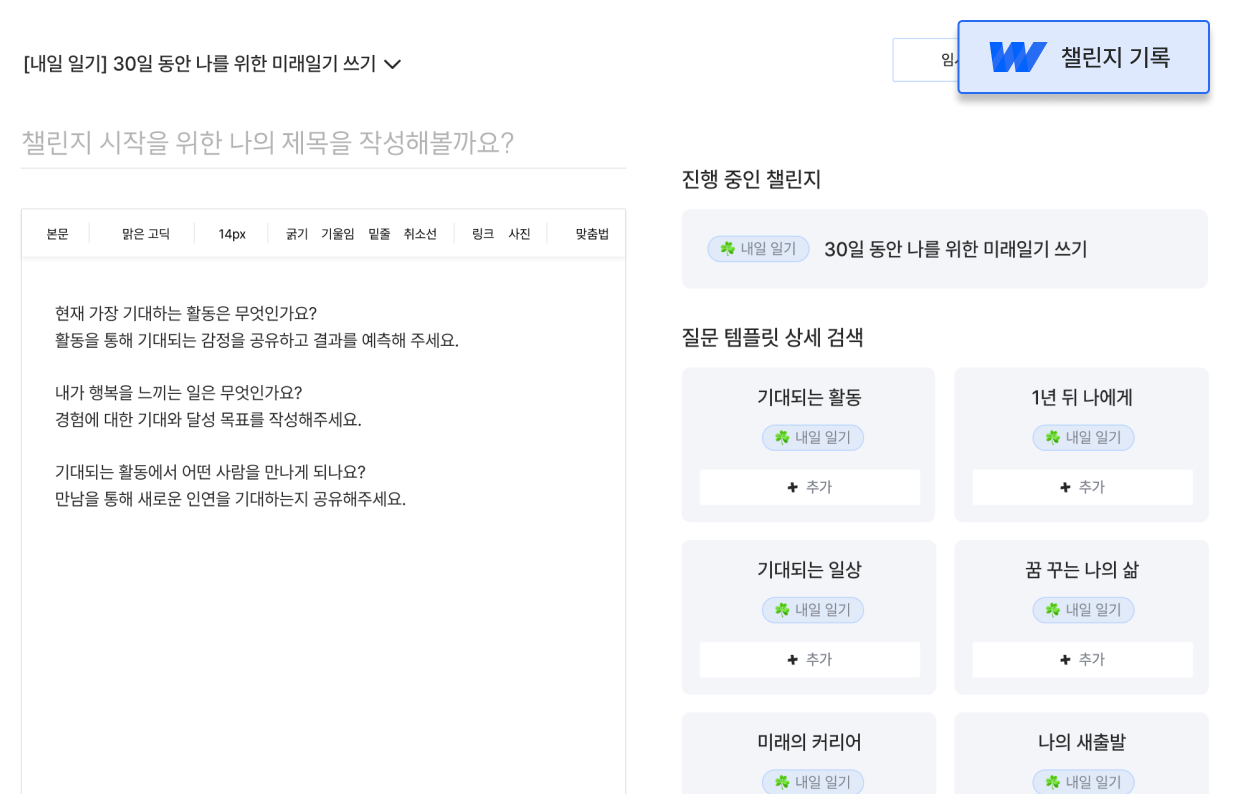 [내일 일기] 30일 동안 나를 위한 미래일기 쓰기
챌린지 기록
챌린지 시작을 위한 나의 제목을 작성해볼까요?
본문 맑은 고딕 14px 굵기 기울임 밑줄 취소선 링크 사진 맞춤법
현재 가장 기대하는 활동은 무엇인가요?
활동을 통해 기대되는 감정을 공유하고 결과를 예측해 주세요.
내가 행복을 느끼는 일은 무엇인가요?
경험에 대한 기대와 달성 목표를 작성해주세요.
기대되는 활동에서 어떤 사람을 만나게 되나요?
만남을 통해 새로운 인연을 기대하는지 공유해주세요.
진행 중인 챌린지
내일 일기 30일 동안 나를 위한 미래일기 쓰기
질문 템플릿 상세 검색
기대되는 활동
내일 일기
+ 추가
1년 뒤 나에게
내일 일기
+ 추가
기대되는 일상
내일 일기
+ 추가
꿈 꾸는 나의 삶
내일 일기
+ 추가
미래의 커리어
내일 일기
나의 새출발
내일 일기